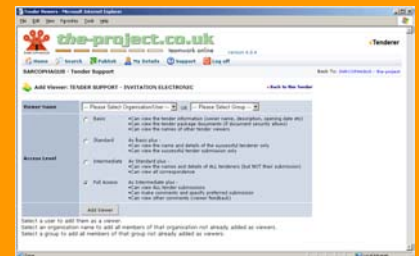 Tender Viewers - Microsoft Internet Explorer
File Edit View Favorites Tools Help
the-project.co.uk
teamwork online
version 4.0.4
eTenderer
Home Search Publish My Details Support Log off
SARCOPHAGUS - Tender Support
Back To: SARCOPHAGUS - the-project
Add Viewer: TENDER SUPPORT - INVITATION ELECTRONIC
Back to the Tender
Viewer Name
-- Please Select Organisation/User --
OR
-- Please Select Group --
Access Level
Basic
•Can view the tender information (owner name, description, opening date etc)
•Can view the tender package documents (if document security allows)
•Can view the names of other tender viewers
Standard
As Basic plus -
•Can view the name and details of the successful tenderer only
•Can view the successful tender submission only
Intermediate
As Standard plus -
•Can view the names and details of ALL tenderers (but NOT their submission)
•Can view all correspondence
Full Access
As Intermediate plus -
•Can view ALL tender submissions
•Can make comments and specify preferred submission
•Can view other comments (viewer feedback)
Add Viewer
Select a user to add them as a viewer.
Select an organisation name to add all members of that organisation not already added as viewers.
Select a group to add all members of that group not already added as viewers.